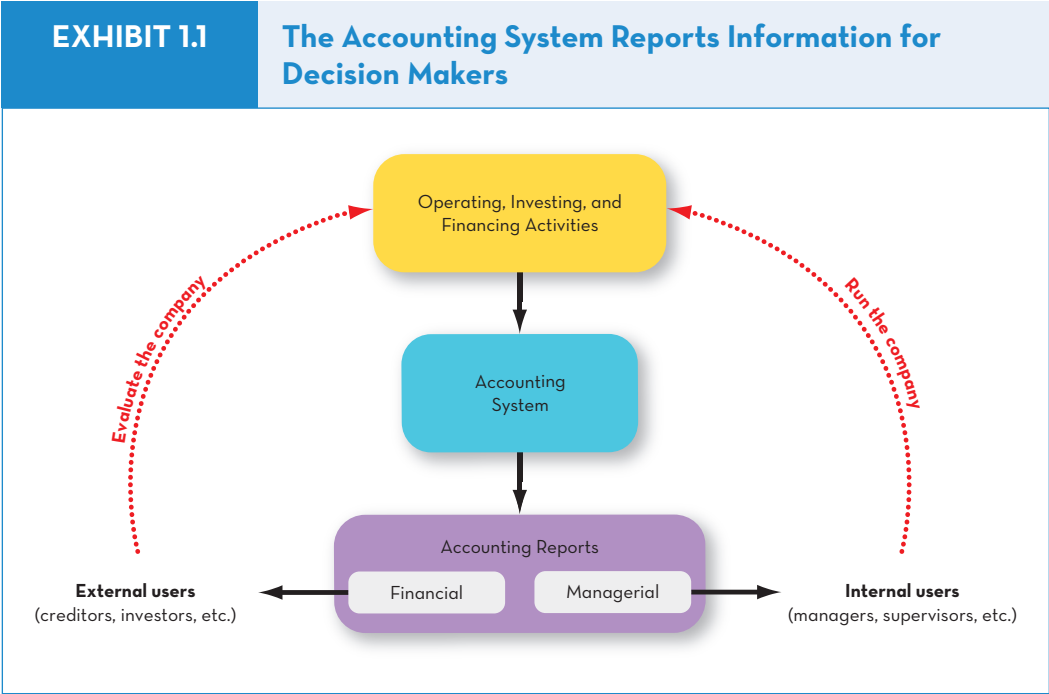 EXHIBIT 1.1
The Accounting System Reports Information for
Decision Makers
Operating, Investing, and
Financing Activities
Evaluate the company
Run the company
Accounting
System
Accounting Reports
Financial
Managerial
External users
(creditors, investors, etc.)
Internal users
(managers, supervisors, etc.)